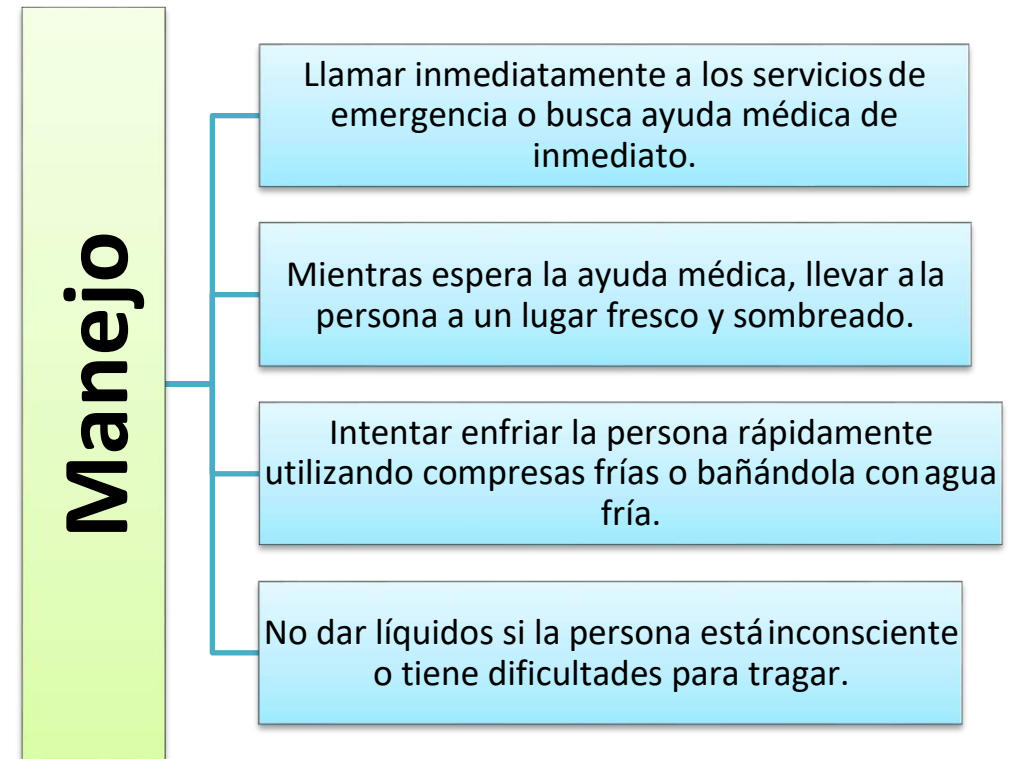 Manejo
Llamar inmediatamente a los servicios de
emergencia o busca ayuda médica de
inmediato.
Mientras espera la ayuda médica, llevar a la
persona a un lugar fresco y sombreado.
Intentar enfriar la persona rápidamente
utilizando compresas frías o bañándola con agua
fría.
No dar líquidos si la persona está inconsciente
o tiene dificultades para tragar.